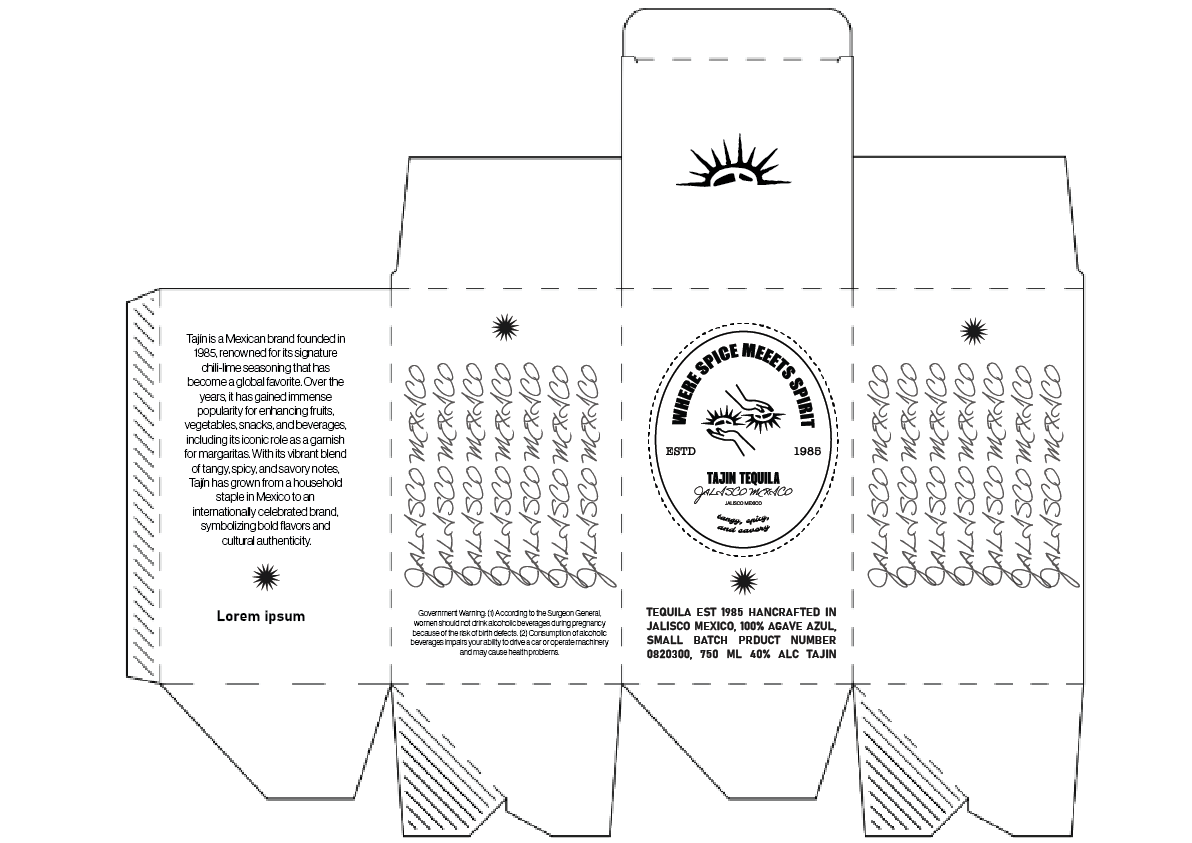 Tajín is a Mexican brand founded in
1985, renowned for its signature
chili-lime seasoning that has
become a global favorite. Over the
years, it has gained immense
popularity for enhancing fruits,
vegetables, snacks, and beverages,
including its iconic role as a garnish
for margaritas. With its vibrant blend
of tangy, spicy, and savory notes,
Tajín has grown from a household
staple in Mexico to an
internationally celebrated brand,
symbolizing bold flavors and
cultural authenticity.
Lorem ipsum
JALISCO MEXICO
JALISCO MEXICO
JALISCO MEXICO
JALISCO MEXICO
JALISCO MEXICO
JALISCO MEXICO
JALISCO MEXICO
Government Warning: (1) According to the Surgeon General,
women should not drink alcoholic beverages during pregnancy
because of the risk of birth defects. (2) Consumption of alcoholic
beverages impairs your ability to drive a car or operate machinery
and may cause health problems.
WHERE SPICE MEEETS SPIRIT
ESTD 1985
TAJIN TEQUILA
JALISCO MEXICO
JALISCO MEXICO
tangy, spicy,
and savory
TEQUILA EST 1985 HANCRAFTED IN
JALISCO MEXICO, 100% AGAVE AZUL,
SMALL BATCH PRDUCT NUMBER
0820300, 750 ML 40% ALC TAJIN
JALISCO MEXICO
JALISCO MEXICO
JALISCO MEXICO
JALISCO MEXICO
JALISCO MEXICO
JALISCO MEXICO
JALISCO MEXICO